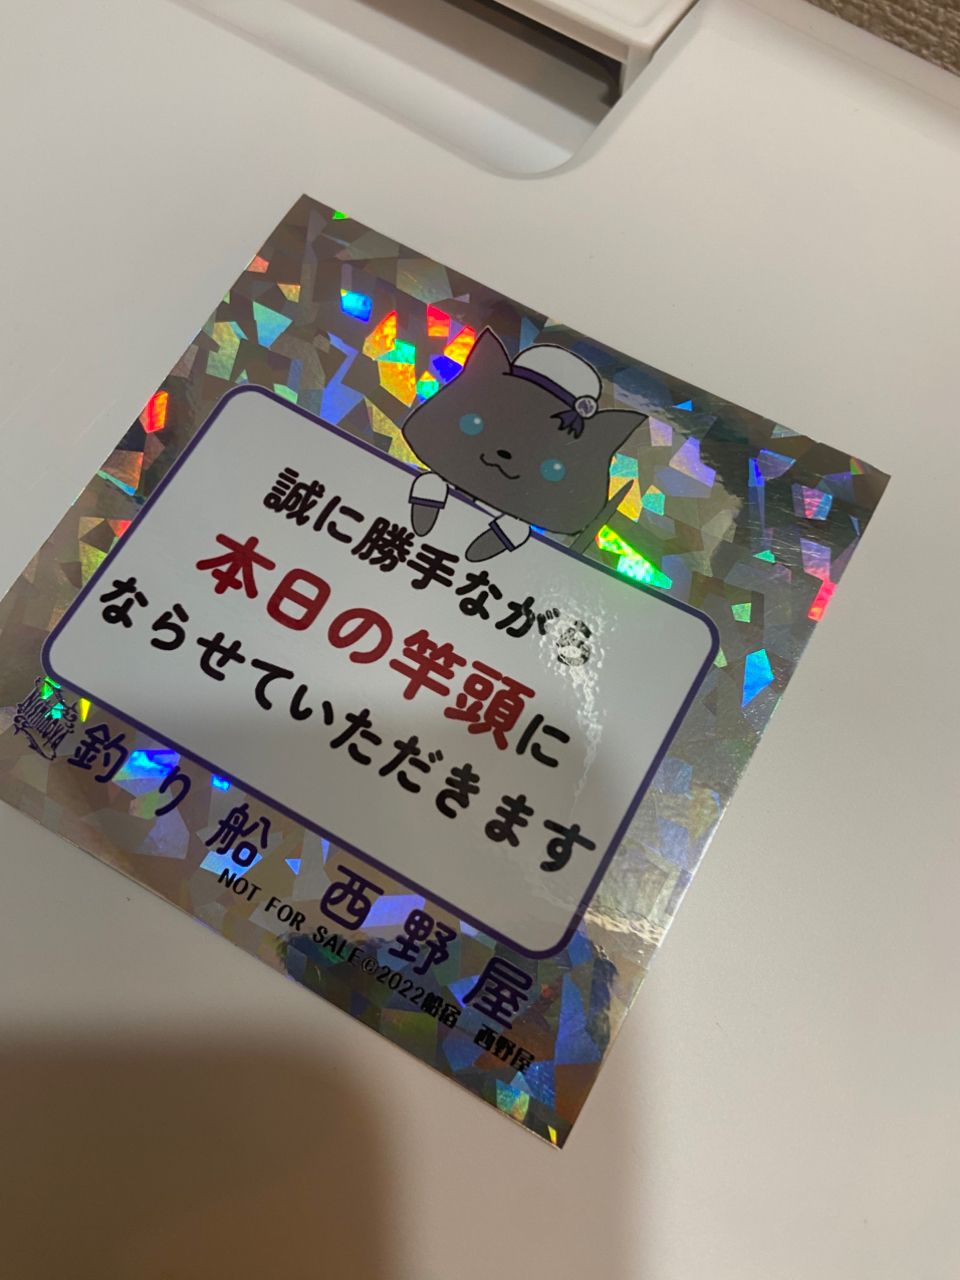 誠に勝手ながら
本日の竿頭に
ならせていただきます
NISHINOYA
釣り船 西野屋
NOT FOR SALE©2022船宿 西野屋